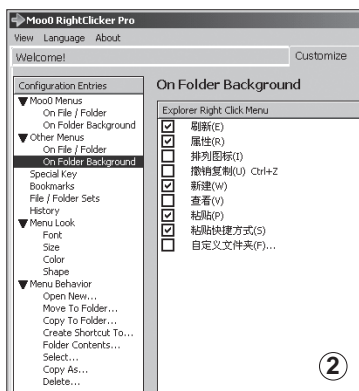 Moo0 RightClicker Pro
View Language About
Welcome!
Customize
Configuration Entries
Moo0 Menus
On File / Folder
On Folder Background
Other Menus
On File / Folder
On Folder Background
Special Key
Bookmarks
File / Folder Sets
History
Menu Look
Font
Size
Color
Shape
Menu Behavior
Open New...
Move To Folder...
Copy To Folder...
Create Shortcut To...
Folder Contents...
Select...
Copy As...
Delete...
On Folder Background
Explorer Right Click Menu
刷新(E)
属性(R)
排列图标(I)
撤销复制(U) Ctrl+Z
新建(W)
查看(V)
粘贴(P)
粘贴快捷方式(S)
自定义文件夹(F)...
②